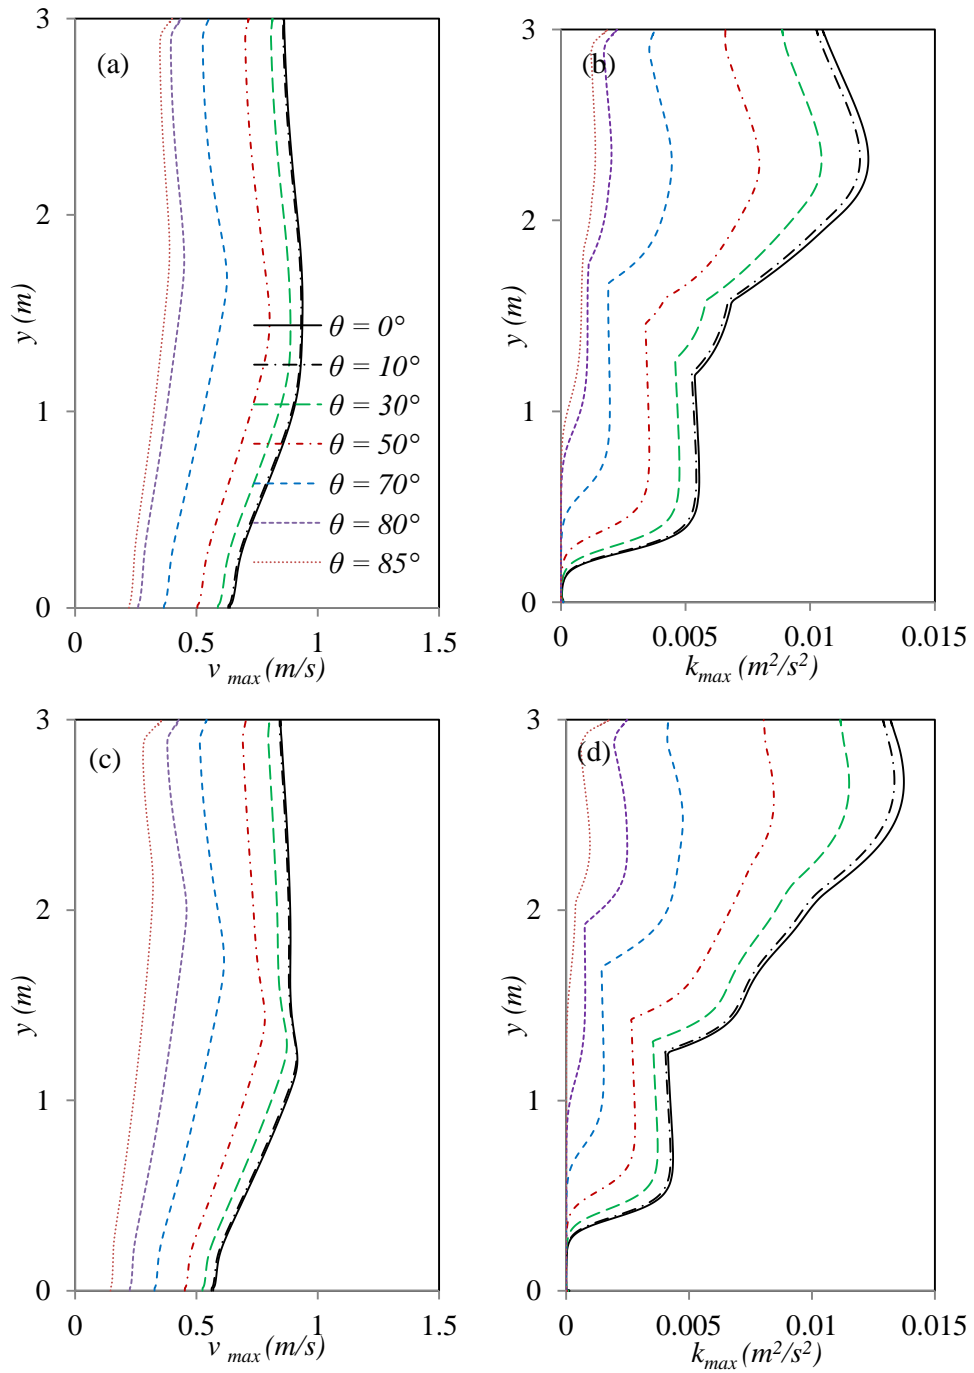 (a)
3
2
1
0
y (m)
θ = 0°
θ = 10°
θ = 30°
θ = 50°
θ = 70°
θ = 80°
θ = 85°
0 0.5 1 1.5
v max (m/s)
(b)
3
2
1
0
y (m)
0 0.005 0.01 0.015
kmax (m²/s²)
(c)
3
2
1
0
y (m)
0 0.5 1 1.5
v max (m/s)
(d)
3
2
1
0
y (m)
0 0.005 0.01 0.015
kmax (m²/s²)